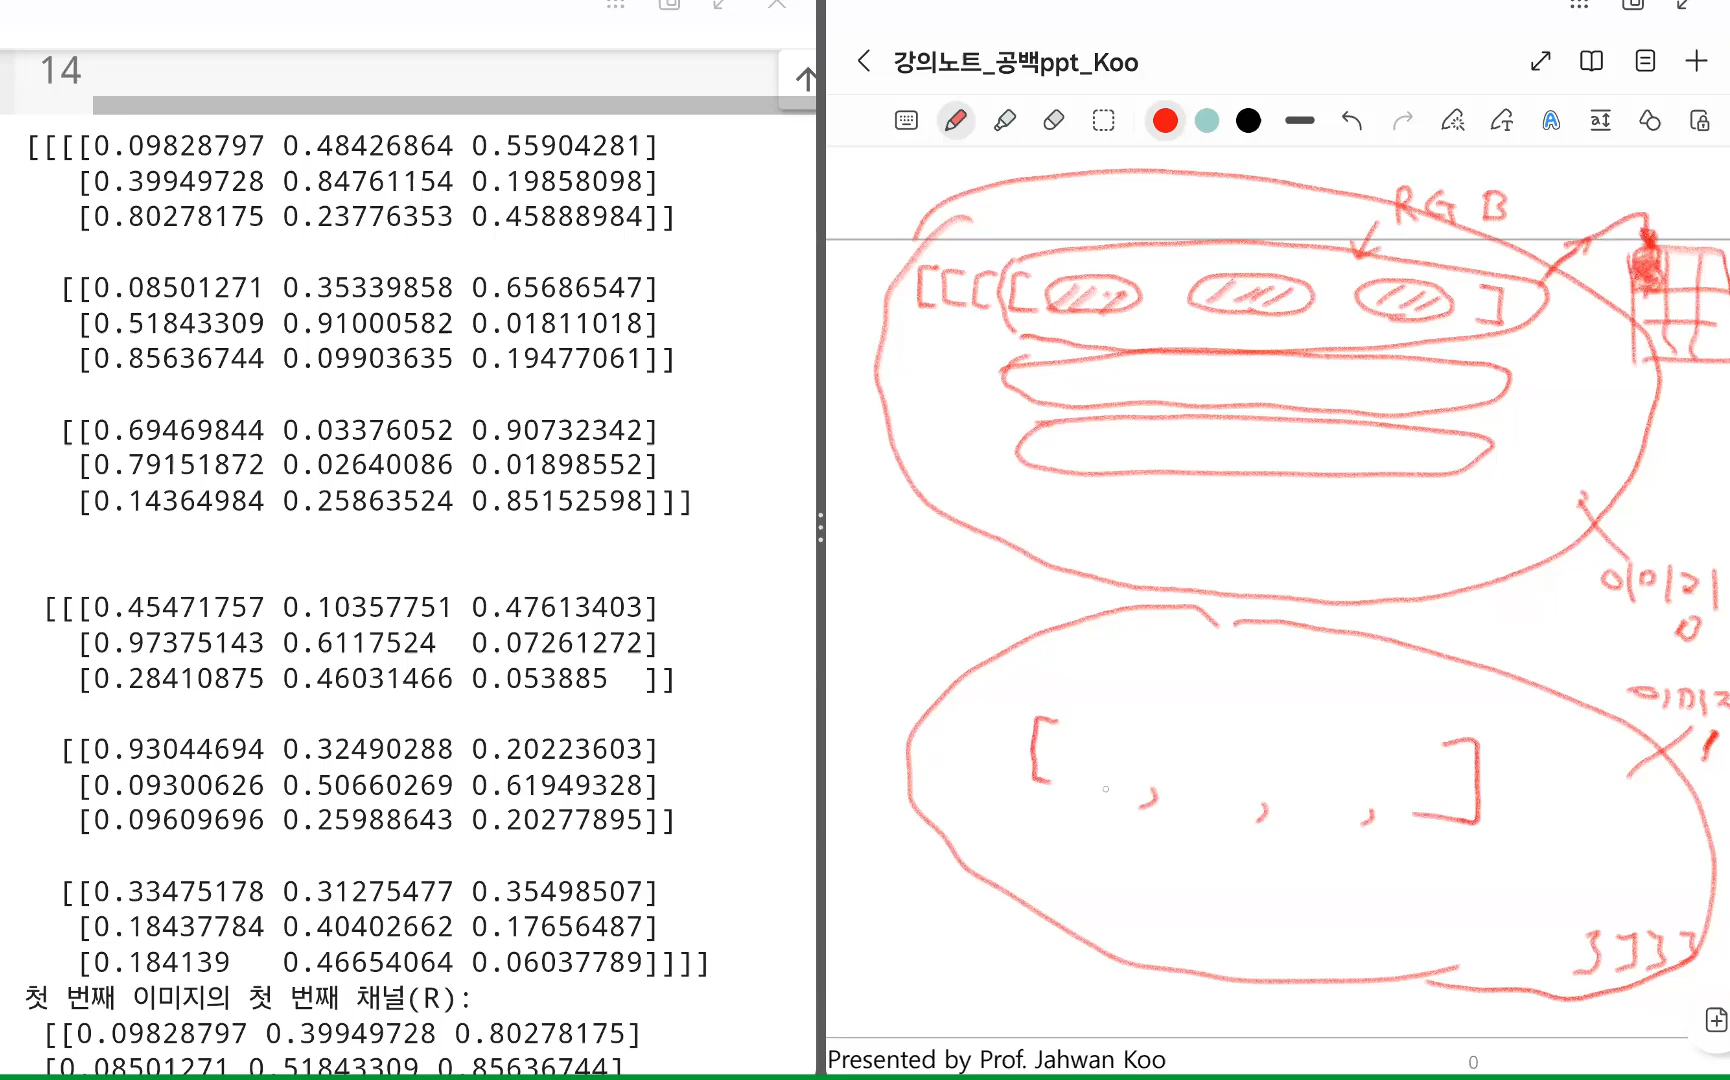 14
[[[[0.09828797 0.48426864 0.55904281]
[0.39949728 0.84761154 0.19858098]
[0.80278175 0.23776353 0.45888984]]
[[0.08501271 0.35339858 0.65686547]
[0.51843309 0.91000582 0.01811018]
[0.85636744 0.09903635 0.19477061]]
[[0.69469844 0.03376052 0.90732342]
[0.79151872 0.02640086 0.01898552]
[0.14364984 0.25863524 0.85152598]]]
[[[0.45471757 0.10357751 0.47613403]
[0.97375143 0.6117524 0.07261272]
[0.28410875 0.46031466 0.053885 ]]
[[0.93044694 0.32490288 0.20223603]
[0.09300626 0.50660269 0.61949328]
[0.09609696 0.25988643 0.20277895]]
[[0.33475178 0.31275477 0.35498507]
[0.18437784 0.40402662 0.17656487]
[0.184139 0.46654064 0.06037789]]]]
첫 번째 이미지의 첫 번째 채널(R):
[[0.09828797 0.39949728 0.80278175]
[0.08501271 0.51843309 0.85636744]
강의노트_공백ppt_Koo
R G B
[[[[ ]
[ , , , ]
]]]]
Presented by Prof. Jahwan Koo
0